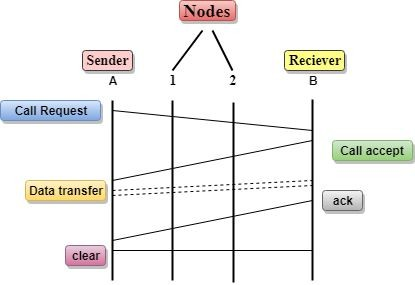 Nodes
Sender
Reciever
A
1
2
B
Call Request
Call accept
Data transfer
ack
clear